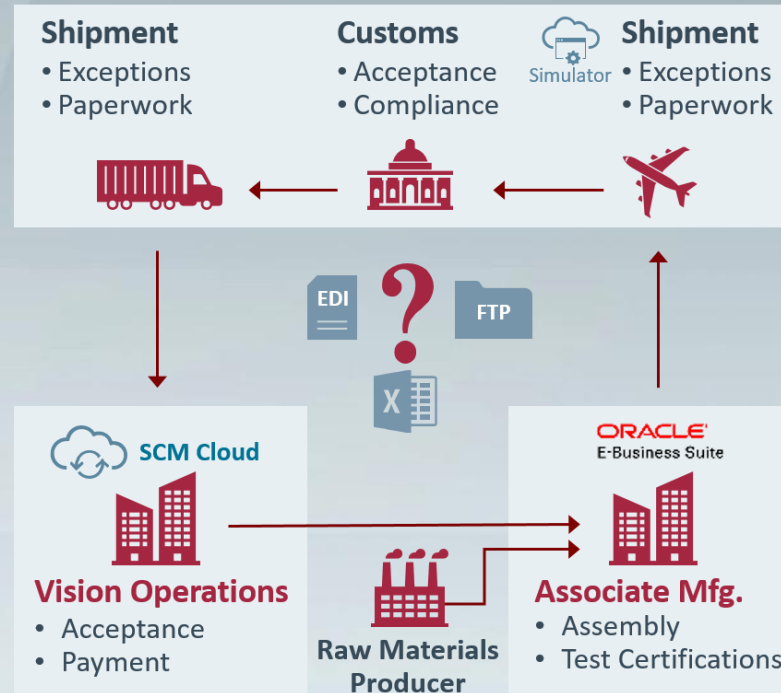 Shipment
• Exceptions
• Paperwork
Customs
• Acceptance
• Compliance
Simulator
Shipment
• Exceptions
• Paperwork
EDI
?
FTP
X
SCM Cloud
Vision Operations
• Acceptance
• Payment
Raw Materials
Producer
ORACLE'
E-Business Suite
Associate Mfg.
• Assembly
• Test Certifications